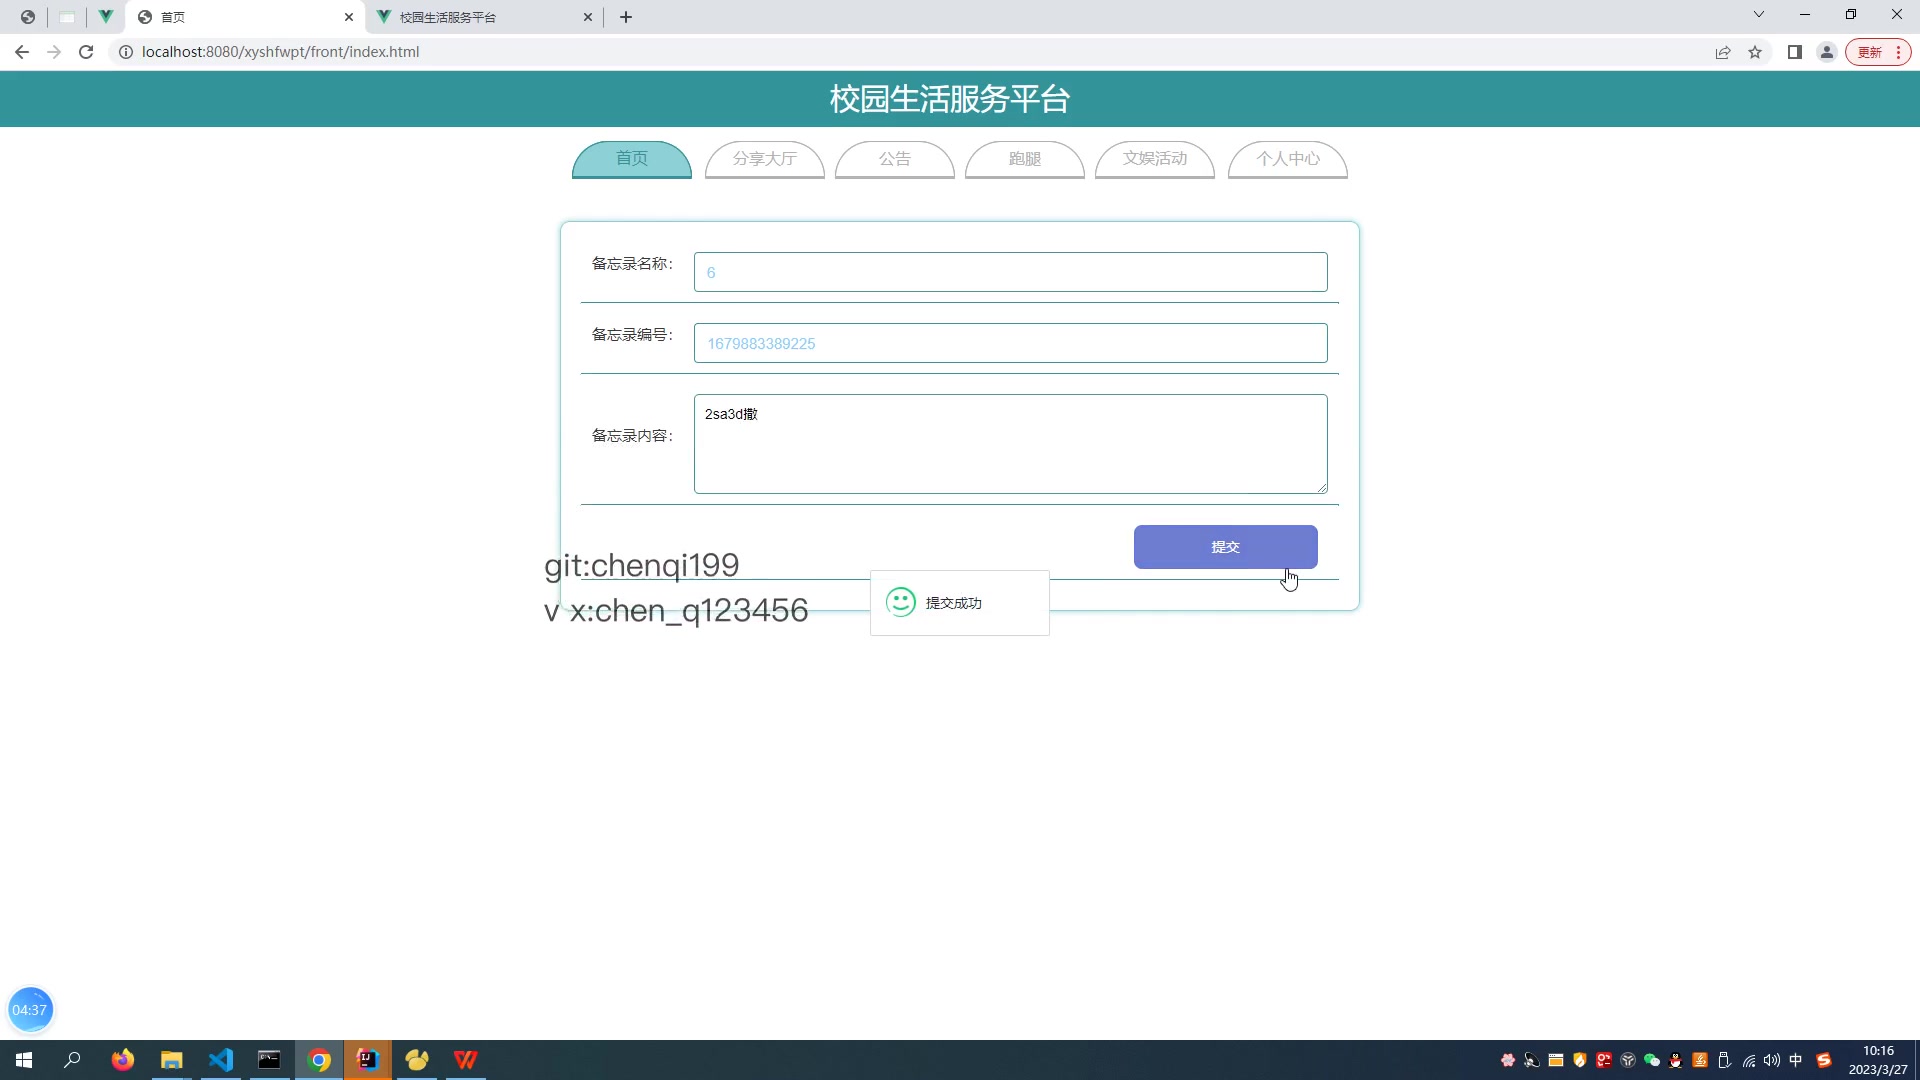 首页
校园生活服务平台
localhost:8080/xyshfwpt/front/index.html
更新
校园生活服务平台
首页
分享大厅
公告
跑腿
文娱活动
个人中心
备忘录名称：
6
备忘录编号：
1679883389225
备忘录内容：
2sa3d撒
提交
git:chenqi199
v x:chen_q123456
提交成功
04:37
中
10:16
2023/3/27